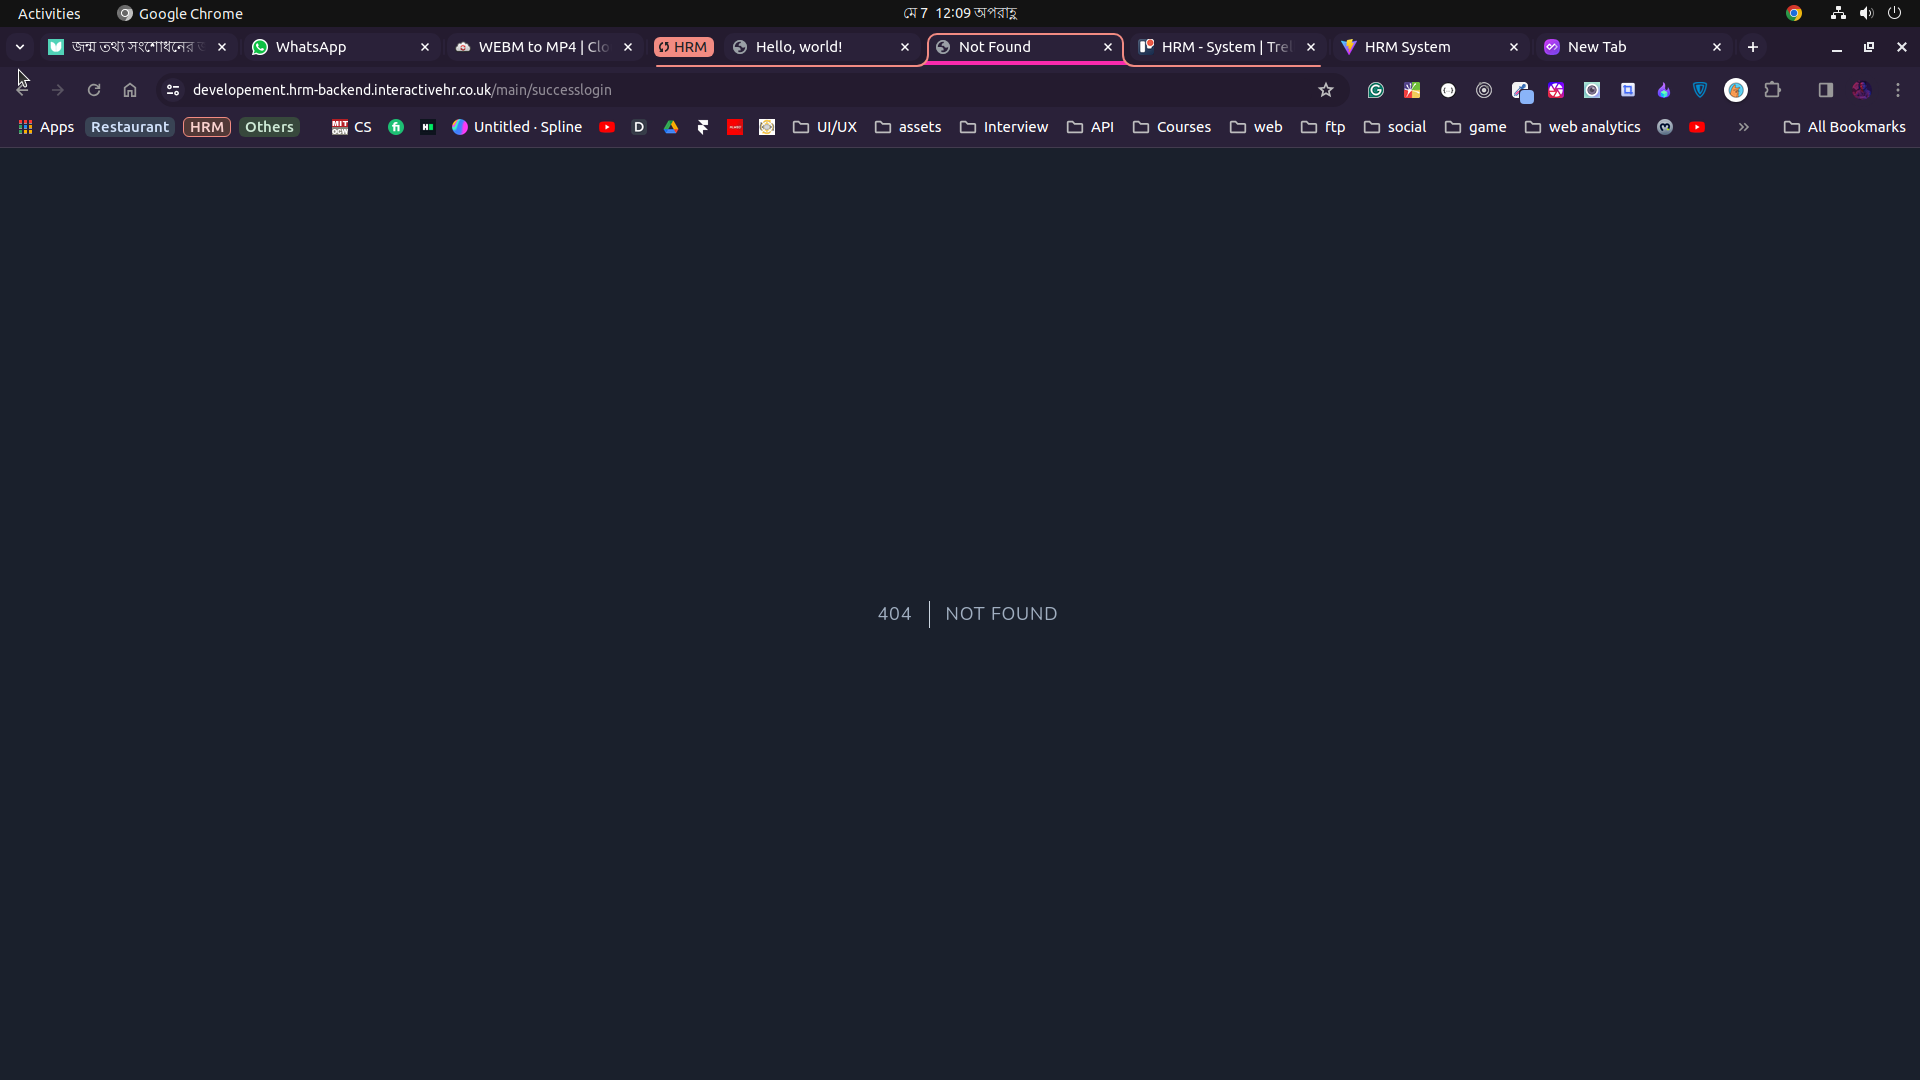 Activities
Google Chrome
মে 7 12:09 অপরাহ্ণ
জন্ম তথ্য সংশোধনের
WhatsApp
WEBM to MP4 | Clo
HRM
Hello, world!
Not Found
HRM - System | Trel
HRM System
New Tab
developement.hrm-backend.interactivehr.co.uk/main/successlogin
Apps
Restaurant
HRM
Others
MIT OCW
CS
Untitled · Spline
D
UI/UX
assets
Interview
API
Courses
web
ftp
social
game
web analytics
All Bookmarks
404
NOT FOUND